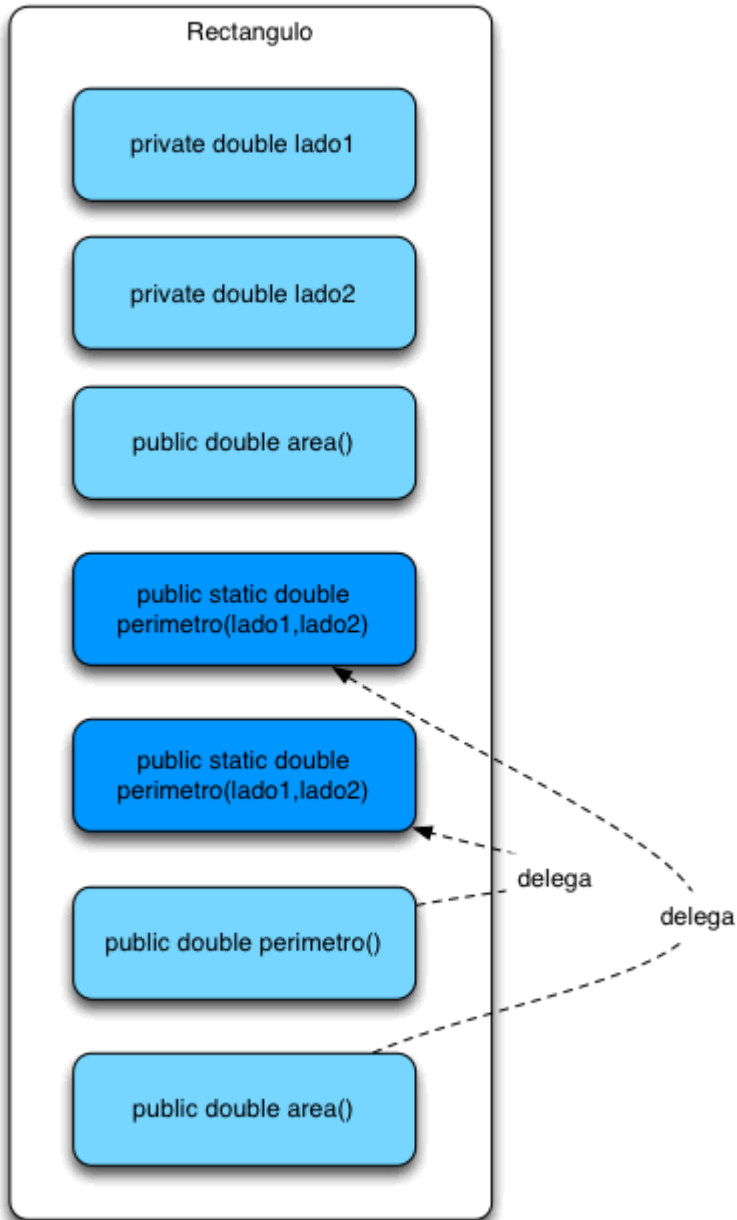 Rectangulo
private double lado1
private double lado2
public double area()
public static double
perimetro(lado1,lado2)
public static double
perimetro(lado1,lado2)
delega
delega
public double perimetro()
public double area()